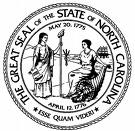 THE GREAT SEAL OF THE STATE OF NORTH CAROLINA
MAY 20, 1775
APRIL 12, 1776
ESSE QUAM VIDERI